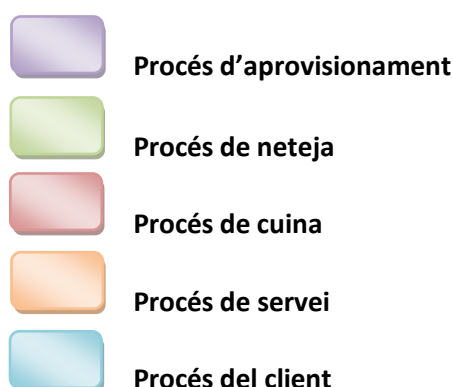 Procés d’aprovisionament
Procés de neteja
Procés de cuina
Procés de servei
Procés del client